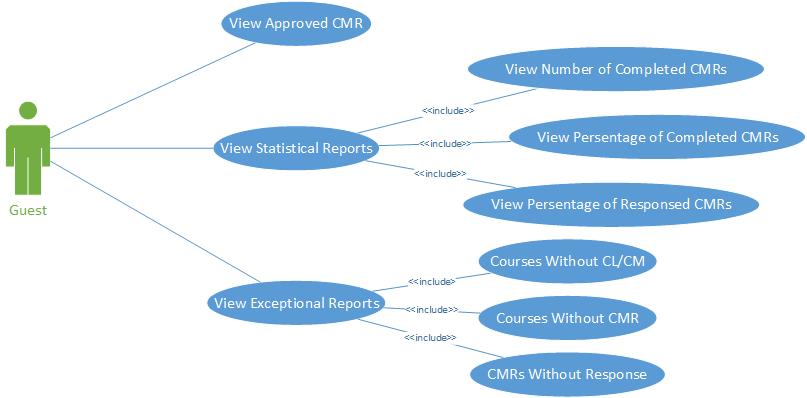 View Approved CMR
View Number of Completed CMRs
<<include>>
View Persentage of Completed CMRs
<<include>>
View Statistical Reports
<<include>>
View Persentage of Responsed CMRs
Guest
Courses Without CL/CM
<<include>
View Exceptional Reports
<<include>>
Courses Without CMR
<<include>>
CMRs Without Response